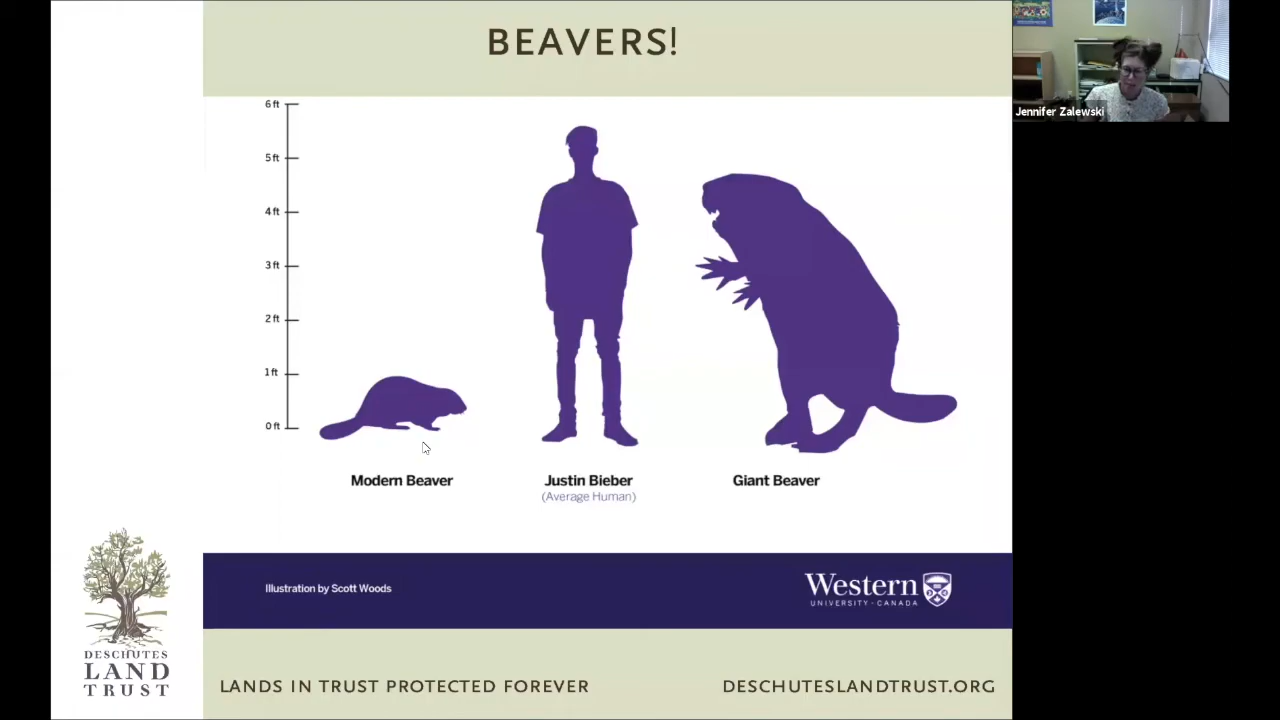 BEAVERS!
Jennifer Zalewski
6 ft
5 ft
4 ft
3 ft
2 ft
1 ft
0 ft
Modern Beaver
Justin Bieber
(Average Human)
Giant Beaver
Illustration by Scott Woods
Western
UNIVERSITY · CANADA
DESCHUTES
LAND
TRUST
LANDS IN TRUST PROTECTED FOREVER
DESCHUTESLANDTRUST.ORG